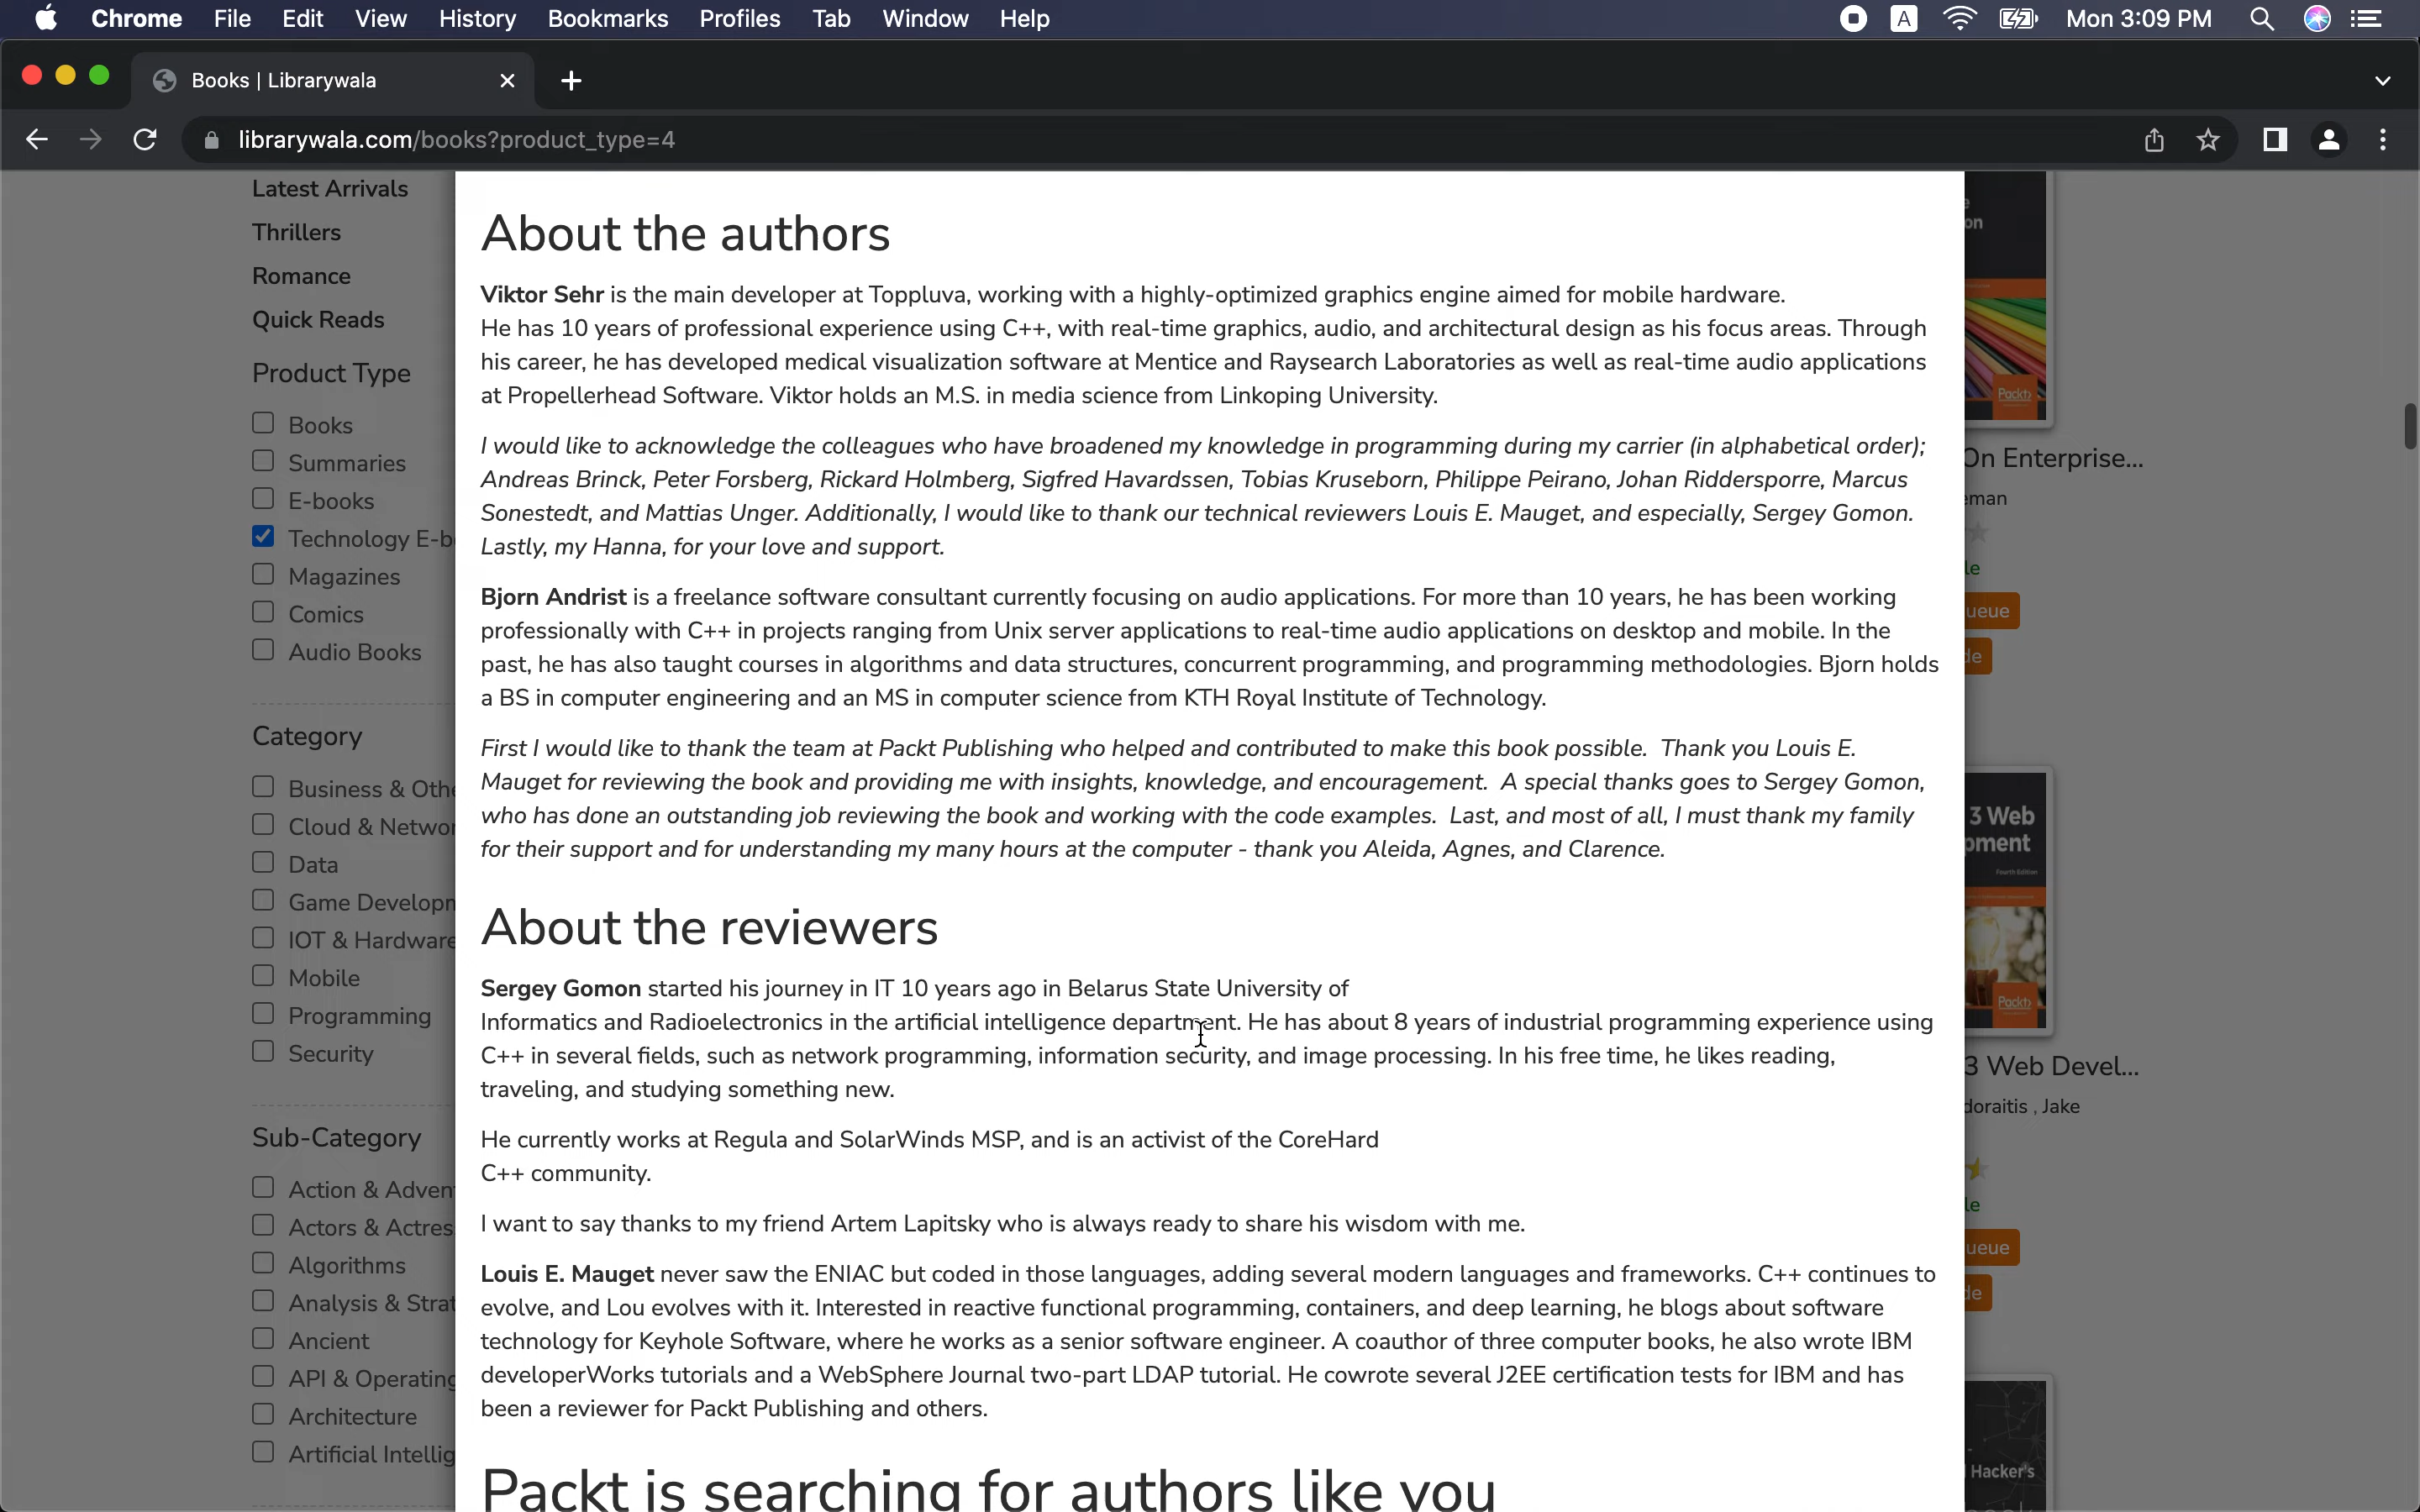 Chrome File Edit View History Bookmarks Profiles Tab Window Help A Mon 3:09 PM
Books | Librarywala
librarywala.com/books?product_type=4
Latest Arrivals
Thrillers
Romance
Quick Reads
Product Type
Books
Summaries
E-books
Technology E-b
Magazines
Comics
Audio Books
Category
Business & Othe
Cloud & Networ
Data
Game Developm
IOT & Hardware
Mobile
Programming
Security
Sub-Category
Action & Advent
Actors & Actres
Algorithms
Analysis & Strat
Ancient
API & Operating
Architecture
Artificial Intellig
About the authors
Viktor Sehr is the main developer at Toppluva, working with a highly-optimized graphics engine aimed for mobile hardware.
He has 10 years of professional experience using C++, with real-time graphics, audio, and architectural design as his focus areas. Through
his career, he has developed medical visualization software at Mentice and Raysearch Laboratories as well as real-time audio applications
at Propellerhead Software. Viktor holds an M.S. in media science from Linkoping University.
I would like to acknowledge the colleagues who have broadened my knowledge in programming during my carrier (in alphabetical order);
Andreas Brinck, Peter Forsberg, Rickard Holmberg, Sigfred Havardssen, Tobias Kruseborn, Philippe Peirano, Johan Riddersporre, Marcus
Sonestedt, and Mattias Unger. Additionally, I would like to thank our technical reviewers Louis E. Mauget, and especially, Sergey Gomon.
Lastly, my Hanna, for your love and support.
Bjorn Andrist is a freelance software consultant currently focusing on audio applications. For more than 10 years, he has been working
professionally with C++ in projects ranging from Unix server applications to real-time audio applications on desktop and mobile. In the
past, he has also taught courses in algorithms and data structures, concurrent programming, and programming methodologies. Bjorn holds
a BS in computer engineering and an MS in computer science from KTH Royal Institute of Technology.
First I would like to thank the team at Packt Publishing who helped and contributed to make this book possible. Thank you Louis E.
Mauget for reviewing the book and providing me with insights, knowledge, and encouragement. A special thanks goes to Sergey Gomon,
who has done an outstanding job reviewing the book and working with the code examples. Last, and most of all, I must thank my family
for their support and for understanding my many hours at the computer - thank you Aleida, Agnes, and Clarence.
About the reviewers
Sergey Gomon started his journey in IT 10 years ago in Belarus State University of
Informatics and Radioelectronics in the artificial intelligence department. He has about 8 years of industrial programming experience using
C++ in several fields, such as network programming, information security, and image processing. In his free time, he likes reading,
traveling, and studying something new.
He currently works at Regula and SolarWinds MSP, and is an activist of the CoreHard
C++ community.
I want to say thanks to my friend Artem Lapitsky who is always ready to share his wisdom with me.
Louis E. Mauget never saw the ENIAC but coded in those languages, adding several modern languages and frameworks. C++ continues to
evolve, and Lou evolves with it. Interested in reactive functional programming, containers, and deep learning, he blogs about software
technology for Keyhole Software, where he works as a senior software engineer. A coauthor of three computer books, he also wrote IBM
developerWorks tutorials and a WebSphere Journal two-part LDAP tutorial. He cowrote several J2EE certification tests for IBM and has
been a reviewer for Packt Publishing and others.
Packt is searching for authors like you
e
on
Packt>
On Enterprise...
eman
le
ueue
de
3 Web
pment
Fourth Edition
Packt>
3 Web Devel...
doraitis , Jake
le
ueue
de
Hacker's